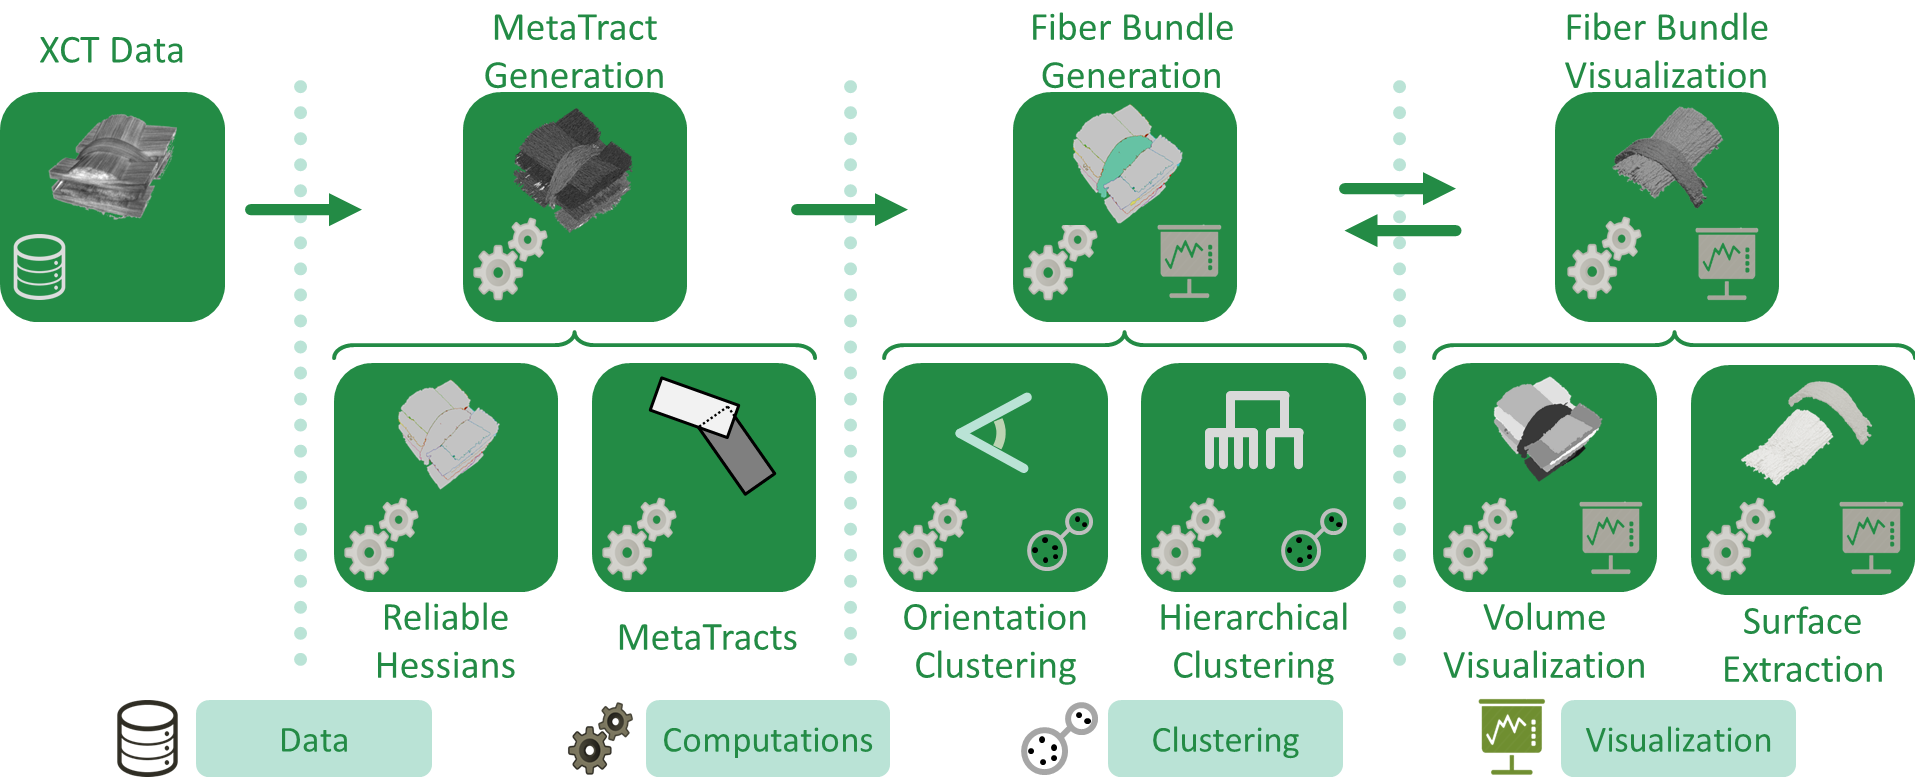 XCT Data
MetaTract
Generation
Fiber Bundle
Generation
Fiber Bundle
Visualization
Reliable
Hessians
MetaTracts
Orientation
Clustering
Hierarchical
Clustering
Volume
Visualization
Surface
Extraction
Data
Computations
Clustering
Visualization